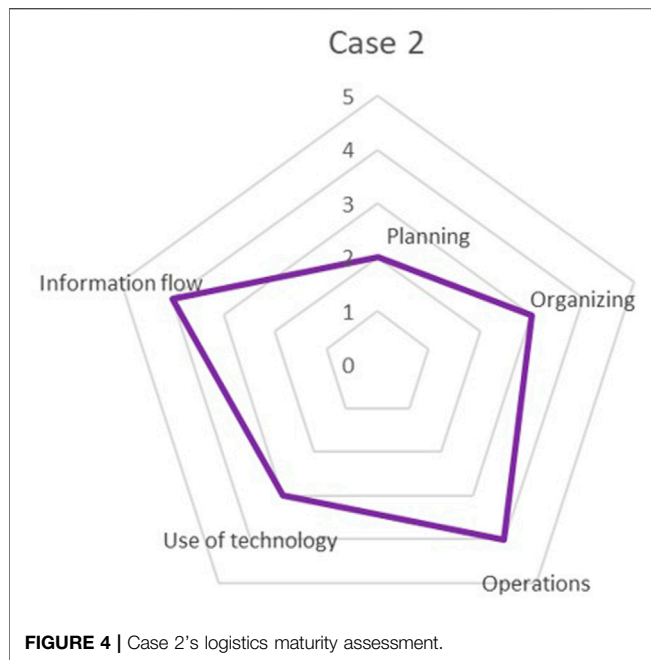 Case 2
5
4
3
Planning
2
Information flow
Organizing
1
0
Use of technology
Operations
FIGURE 4 | Case 2's logistics maturity assessment.